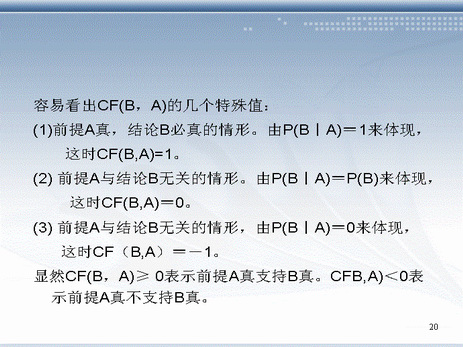 容易看出CF(B，A)的几个特殊值：
(1)前提A真，结论B必真的情形。由P(B∣A)＝1来体现，
这时CF(B,A)=1。
(2) 前提A与结论B无关的情形。由P(B∣A)＝P(B)来体现，
这时CF(B,A)＝0。
(3) 前提A与结论B无关的情形，由P(B∣A)＝0来体现，
这时CF（B,A）＝－1。
显然CF(B，A)≥ 0表示前提A真支持B真。CFB,A)＜0表
示前提A真不支持B真。
20